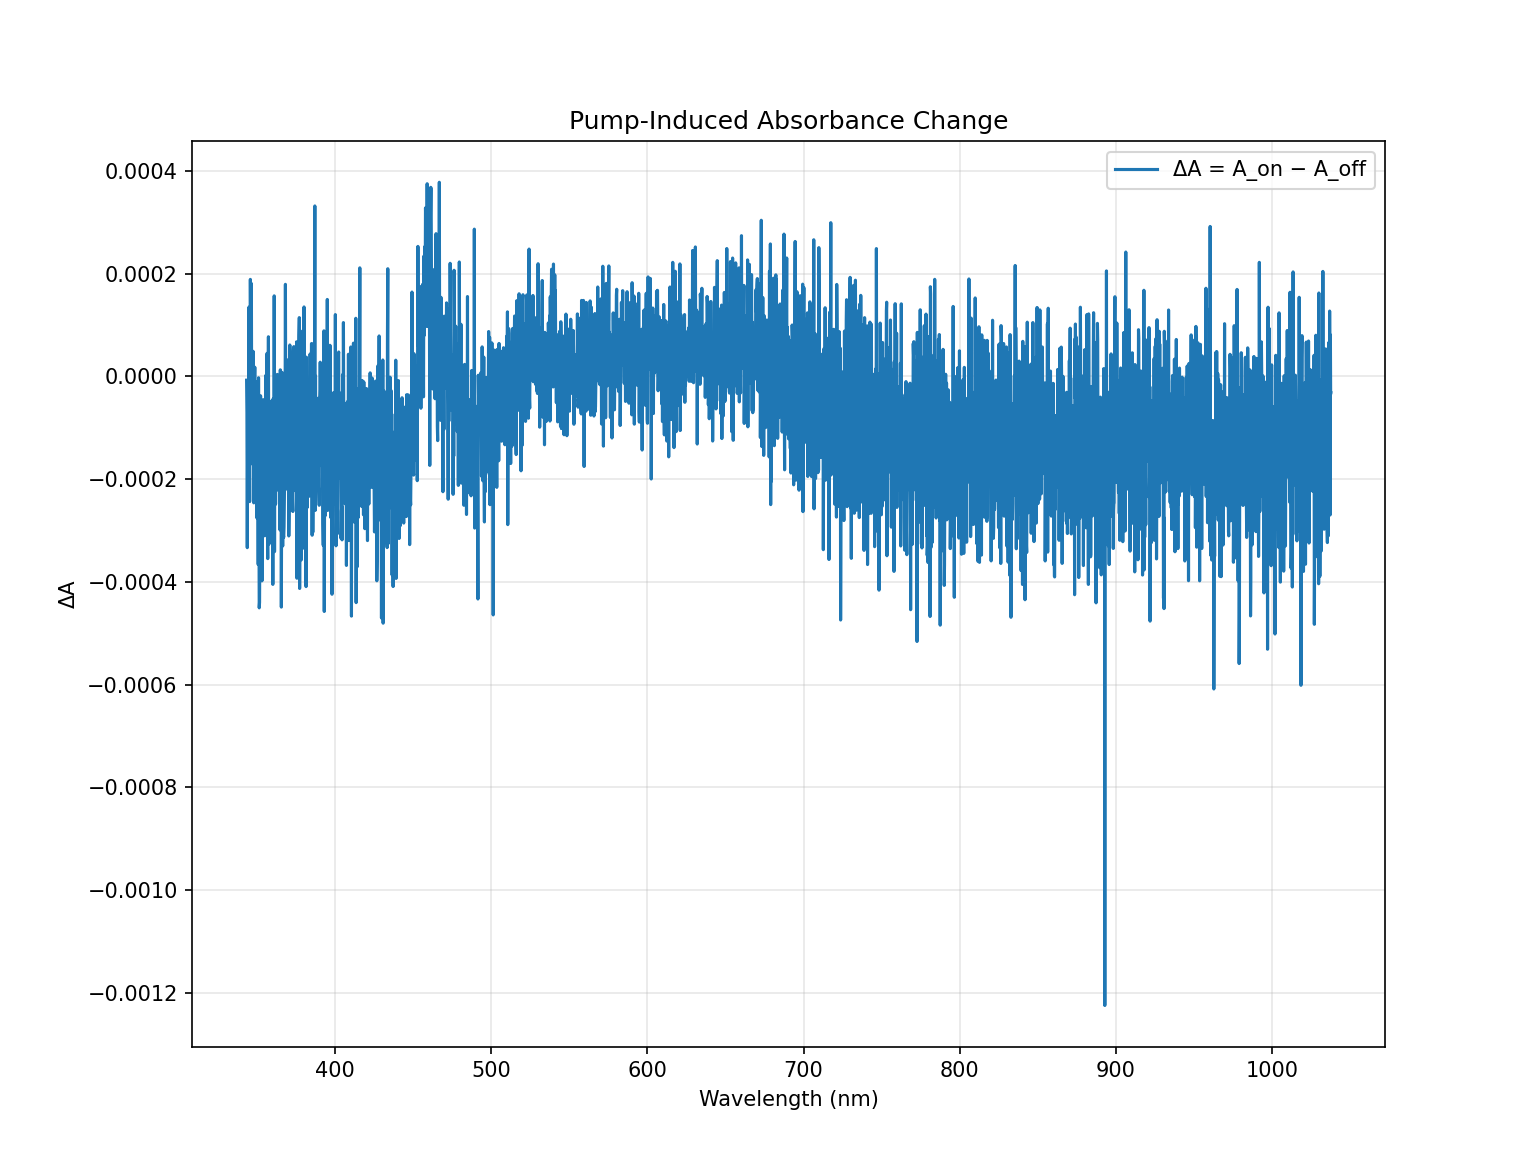 Pump-Induced Absorbance Change
ΔA = A_on − A_off
0.0004
0.0002
0.0000
−0.0002
−0.0004
−0.0006
−0.0008
−0.0010
−0.0012
ΔA
400 500 600 700 800 900 1000
Wavelength (nm)